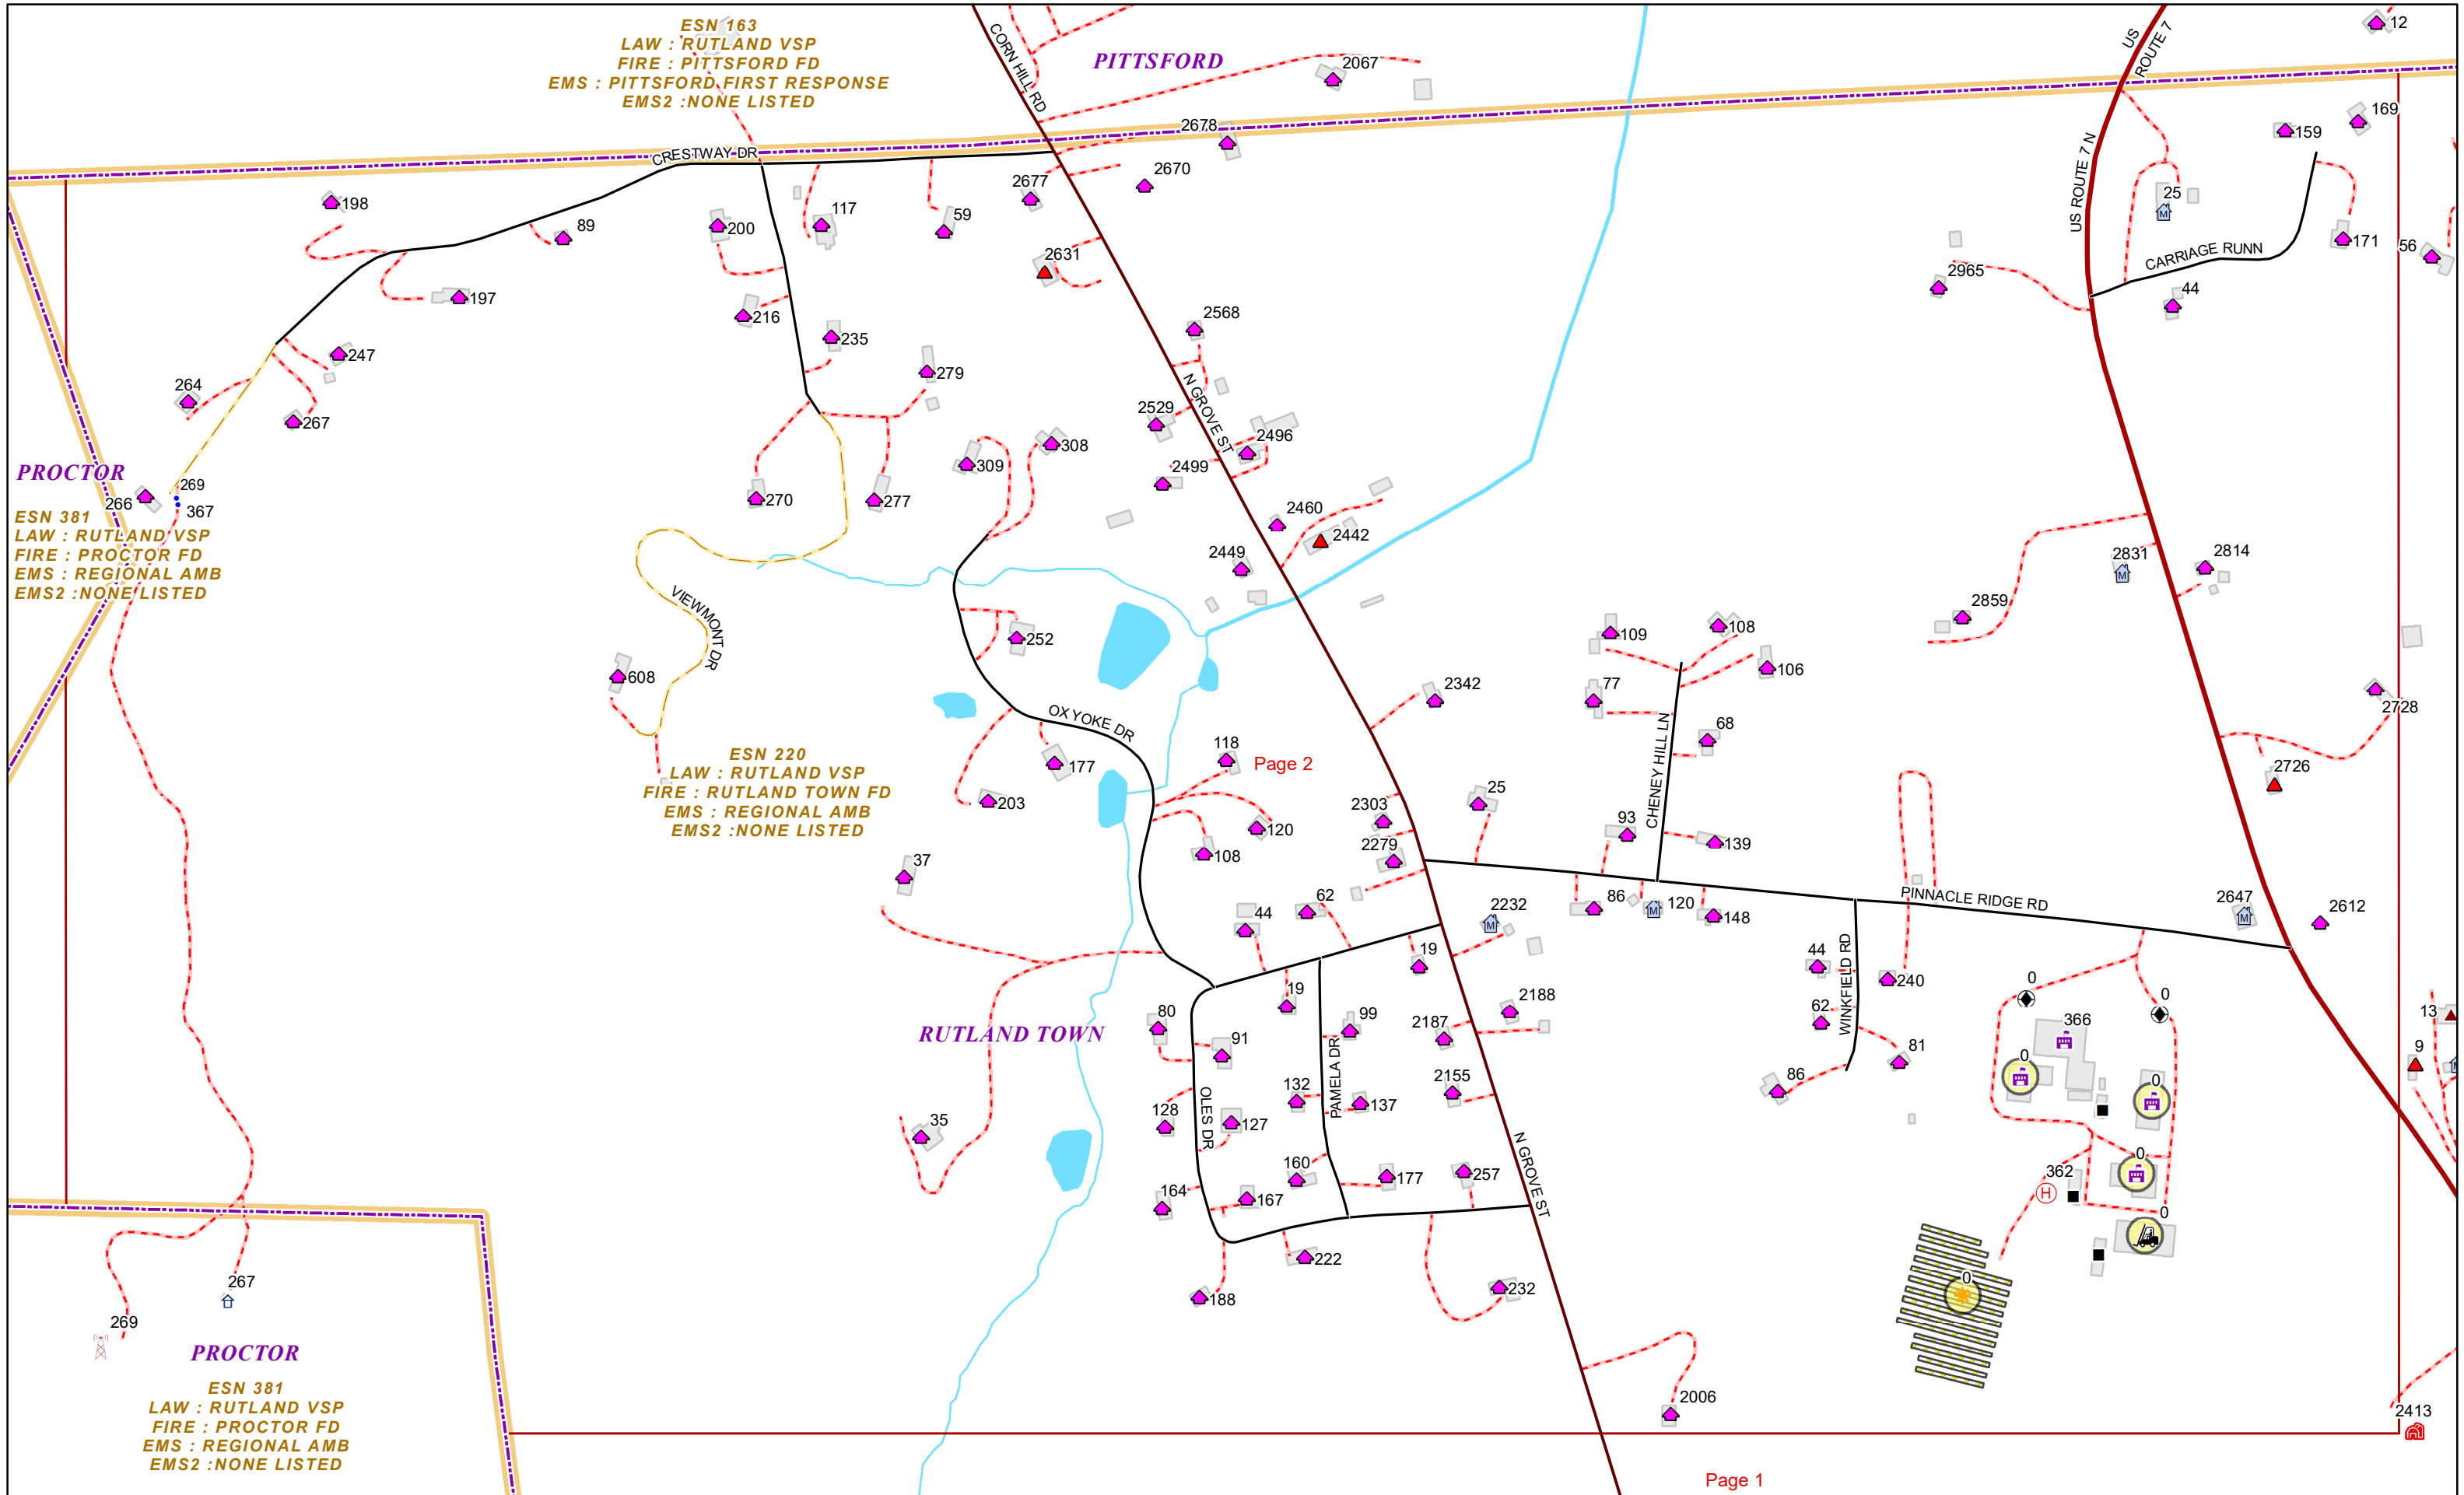 ESN 163
LAW : RUTLAND VSP
FIRE : PITTSFORD FD
EMS : PITTSFORD FIRST RESPONSE
EMS2 :NONE LISTED
PITTSFORD
CORN HILL RD
2067
US
ROUTE 7
12
2678
CRESTWAY DR
2670
2677
US ROUTE 7 N
159
169
25
198
89
200
117
59
2631
197
216
235
2568
2965
CARRIAGE RUNN
44
171
56
247
264
267
279
2529
N GROVE ST
2496
2499
309
308
PROCTOR
266
269
367
270
277
2460
2442
2449
ESN 381
LAW : RUTLAND VSP
FIRE : PROCTOR FD
EMS : REGIONAL AMB
EMS2 :NONE LISTED
2831
2814
2859
VIEWMONT DR
608
252
109
108
106
77
68
2342
CHENEY HILL LN
2728
2726
OX YOKE DR
177
203
118
Page 2
120
108
ESN 220
LAW : RUTLAND VSP
FIRE : RUTLAND TOWN FD
EMS : REGIONAL AMB
EMS2 :NONE LISTED
2303
2279
25
93
139
37
44
62
2232
86
120
148
PINNACLE RIDGE RD
2647
2612
19
19
44
62
WINKFIELD RD
240
81
86
0
0
366
0
0
0
362
H
0
0
13
9
RUTLAND TOWN
80
91
99
2187
2188
2155
OLES DR
PAMELA DR
132
137
128
127
35
160
177
257
N GROVE ST
164
167
222
188
232
267
269
PROCTOR
ESN 381
LAW : RUTLAND VSP
FIRE : PROCTOR FD
EMS : REGIONAL AMB
EMS2 :NONE LISTED
2006
2413
Page 1